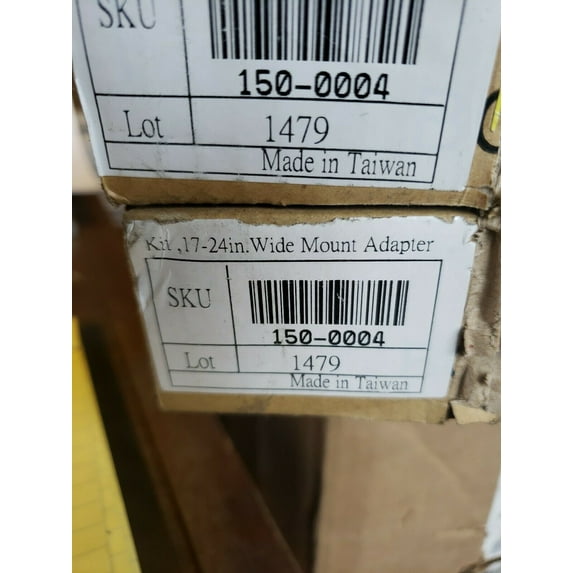 SKU
150-0004
Lot 1479
Made in Taiwan
Kit ,17-24in.Wide Mount Adapter
SKU
150-0004
Lot 1479
Made in Taiwan